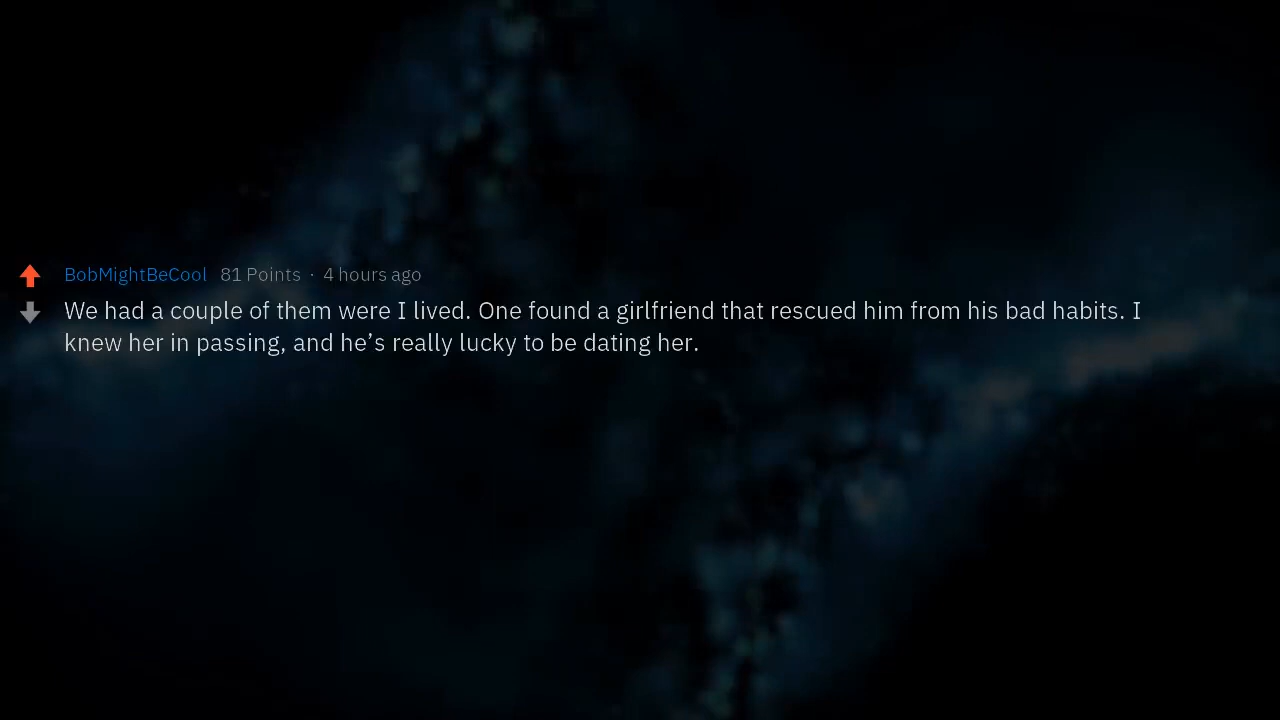 BobMightBeCool 81 Points · 4 hours ago
We had a couple of them were I lived. One found a girlfriend that rescued him from his bad habits. I
knew her in passing, and he’s really lucky to be dating her.